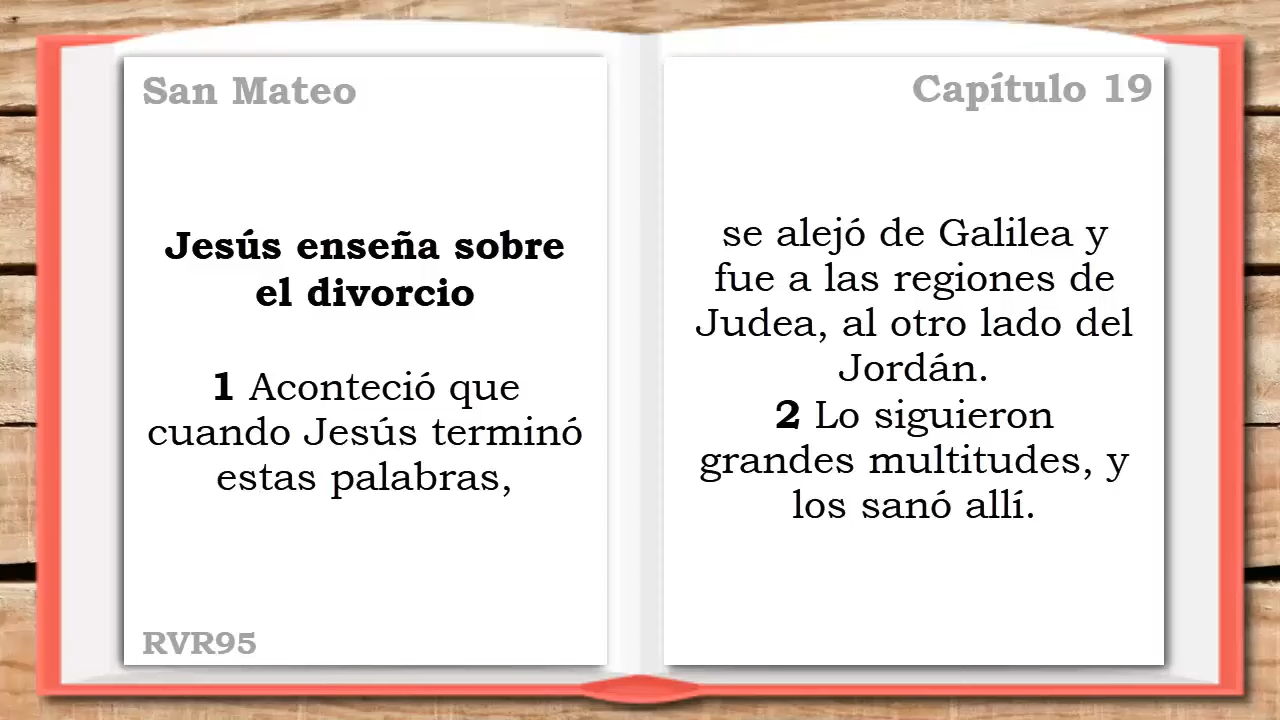 San Mateo
Jesús enseña sobre
el divorcio
1 Aconteció que
cuando Jesús terminó
estas palabras,
RVR95
Capítulo 19
se alejó de Galilea y
fue a las regiones de
Judea, al otro lado del
Jordán.
2 Lo siguieron
grandes multitudes, y
los sanó allí.